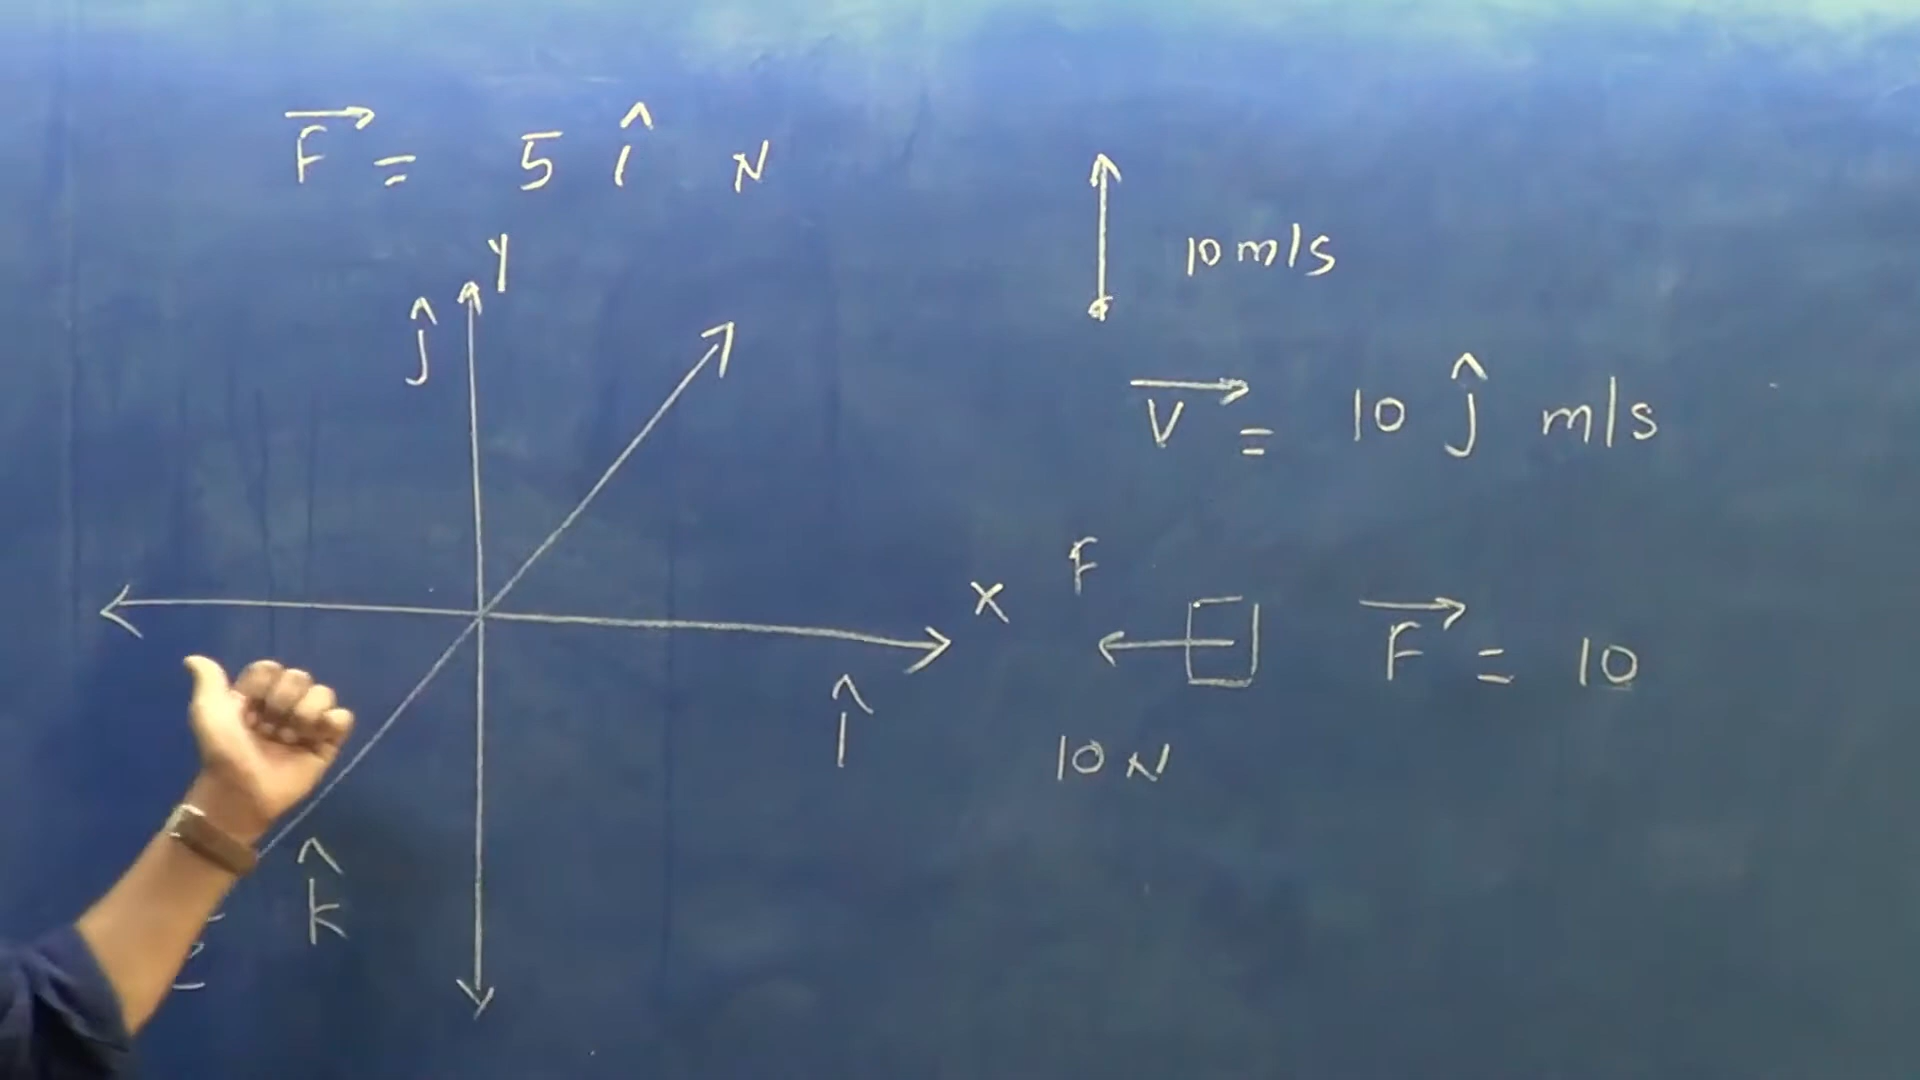 F⃗ = 5 î N
y
ĵ
x
î
k̂
z
10 m/s
V⃗ = 10 ĵ m/s
F
F⃗ = 10
10 N